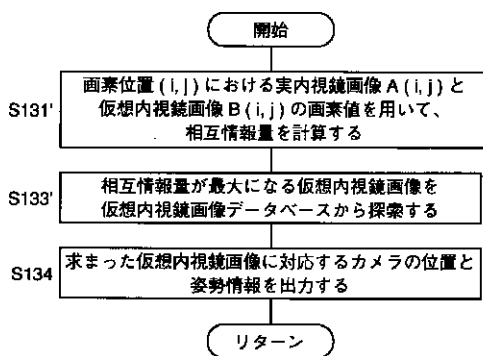 開始
S131'
画素位置(i,j)における実内視鏡画像A(i,j)と
仮想内視鏡画像B(i,j)の画素値を用いて、
相互情報量を計算する
S133'
相互情報量が最大になる仮想内視鏡画像を
仮想内視鏡画像データベースから探索する
S134
求まった仮想内視鏡画像に対応するカメラの位置と
姿勢情報を出力する
リターン